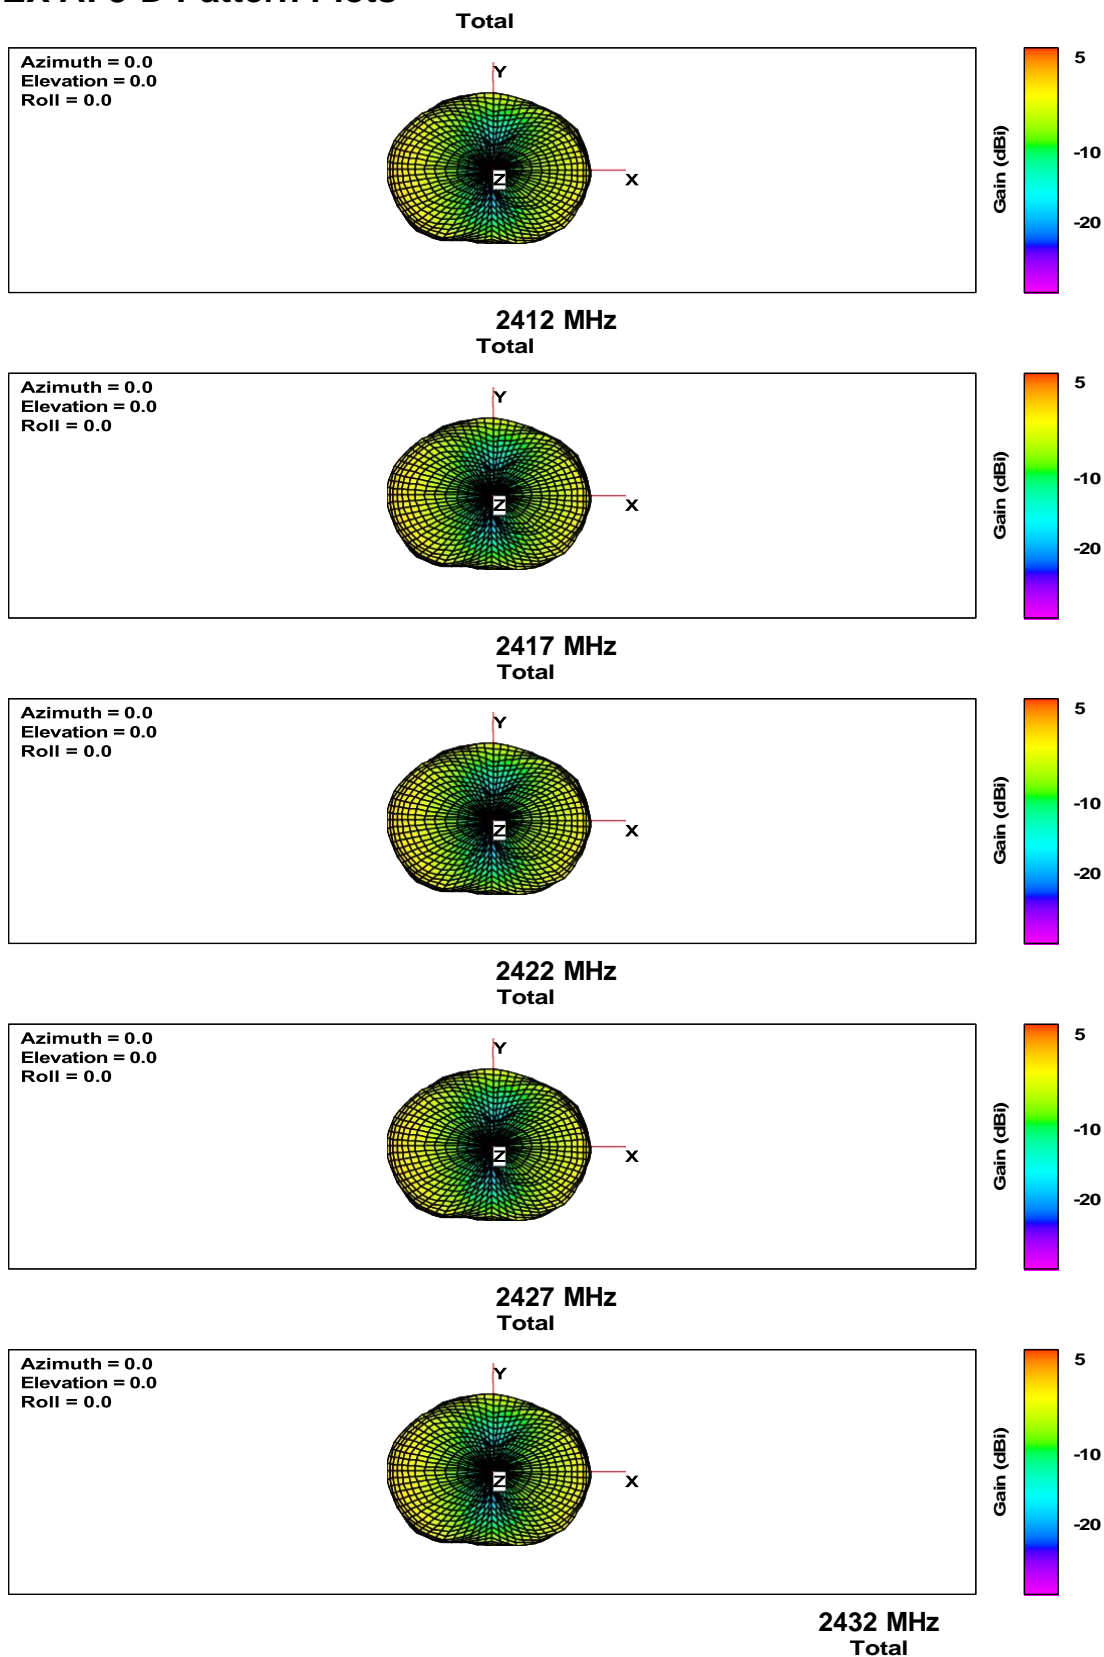 Total
Azimuth = 0.0
Elevation = 0.0
Roll = 0.0
Y
Z
X
Gain (dBi)
5
-10
-20
2412 MHz
Total
Azimuth = 0.0
Elevation = 0.0
Roll = 0.0
Y
Z
X
Gain (dBi)
5
-10
-20
2417 MHz
Total
Azimuth = 0.0
Elevation = 0.0
Roll = 0.0
Y
Z
X
Gain (dBi)
5
-10
-20
2422 MHz
Total
Azimuth = 0.0
Elevation = 0.0
Roll = 0.0
Y
Z
X
Gain (dBi)
5
-10
-20
2427 MHz
Total
Azimuth = 0.0
Elevation = 0.0
Roll = 0.0
Y
Z
X
Gain (dBi)
5
-10
-20
2432 MHz
Total